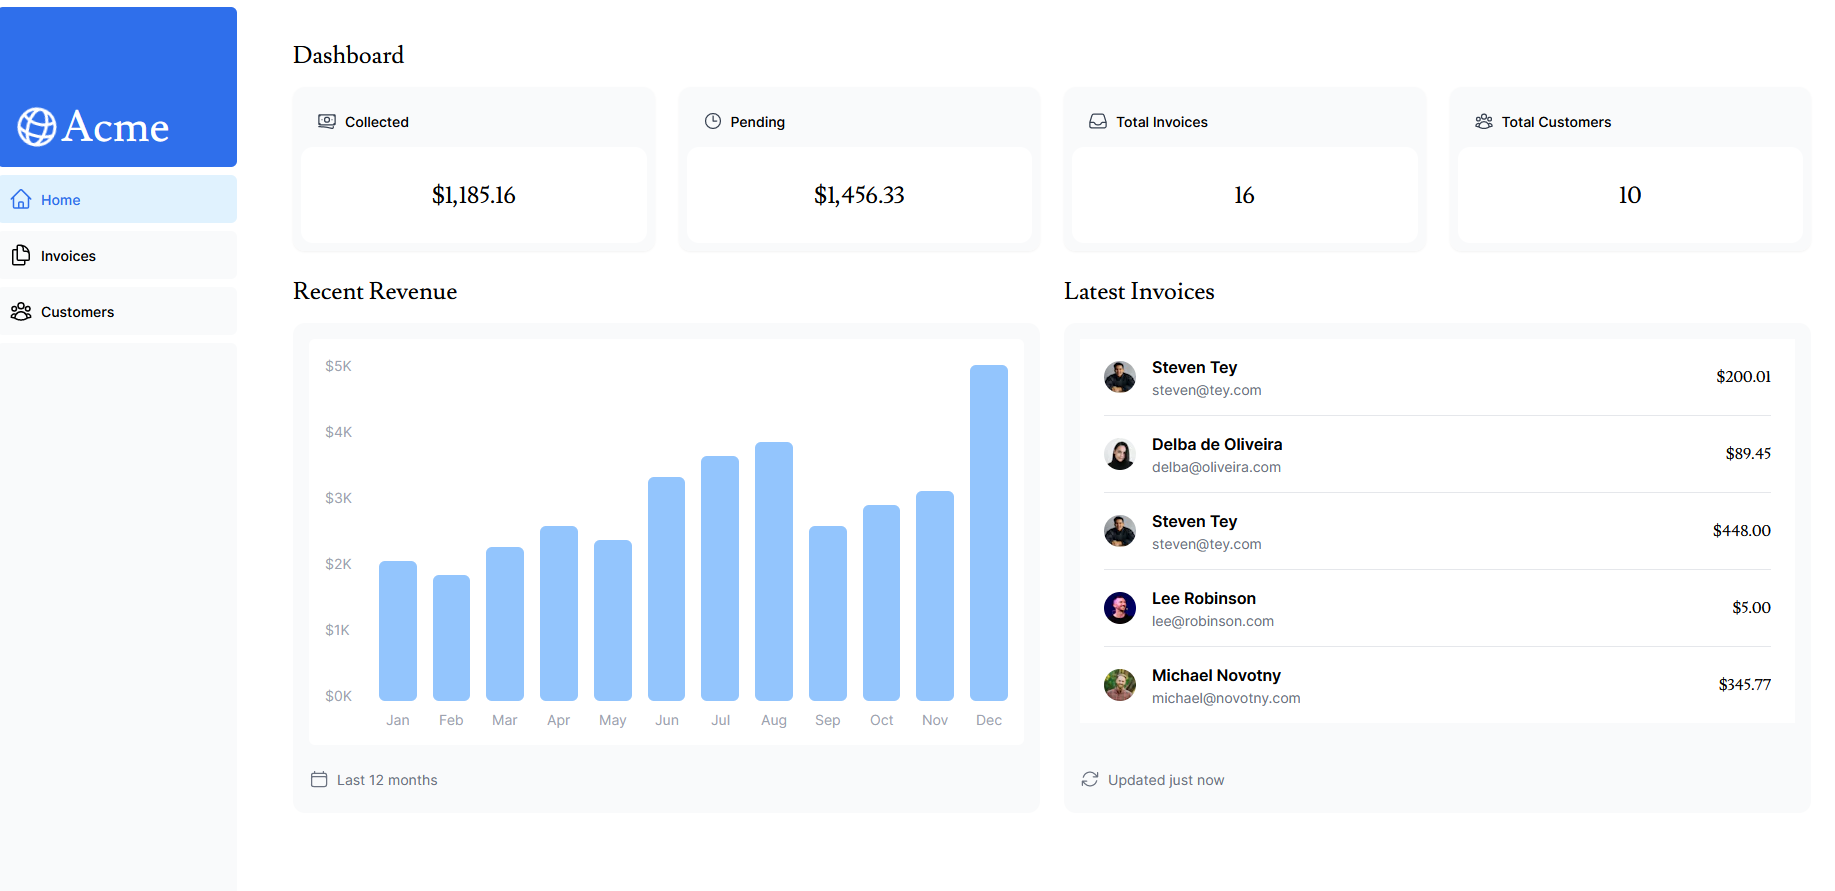 Acme
Home
Invoices
Customers
Dashboard
Collected
$1,185.16
Pending
$1,456.33
Total Invoices
16
Total Customers
10
Recent Revenue
$5K
$4K
$3K
$2K
$1K
$0K
Jan Feb Mar Apr May Jun Jul Aug Sep Oct Nov Dec
Last 12 months
Latest Invoices
Steven Tey
steven@tey.com
$200.01
Delba de Oliveira
delba@oliveira.com
$89.45
Steven Tey
steven@tey.com
$448.00
Lee Robinson
lee@robinson.com
$5.00
Michael Novotny
michael@novotny.com
$345.77
Updated just now